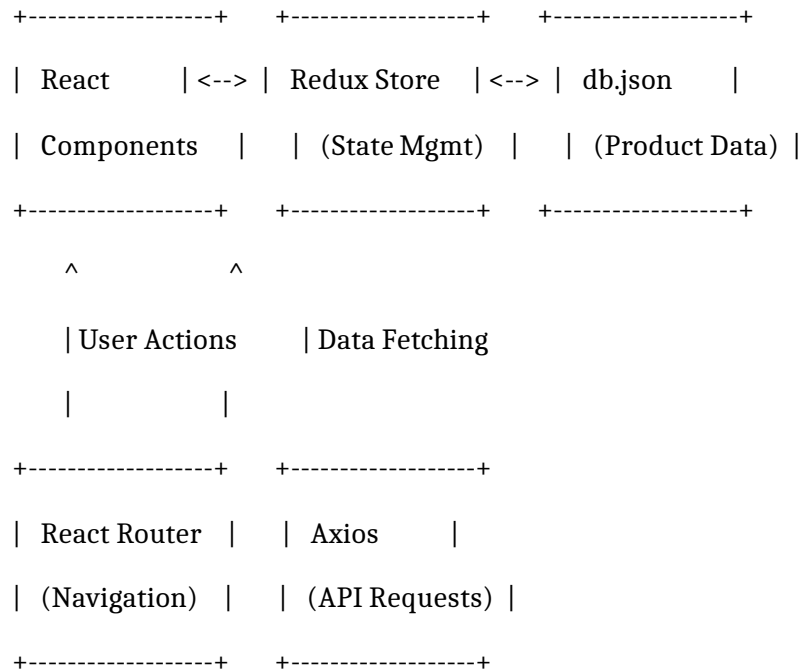 +-------------------+ +-------------------+ +-------------------+
| React | <--> | Redux Store | <--> | db.json |
| Components | | (State Mgmt) | | (Product Data) |
+-------------------+ +-------------------+ +-------------------+
^ ^
| User Actions | Data Fetching
| |
+-------------------+ +-------------------+
| React Router | | Axios |
| (Navigation) | | (API Requests) |
+-------------------+ +-------------------+